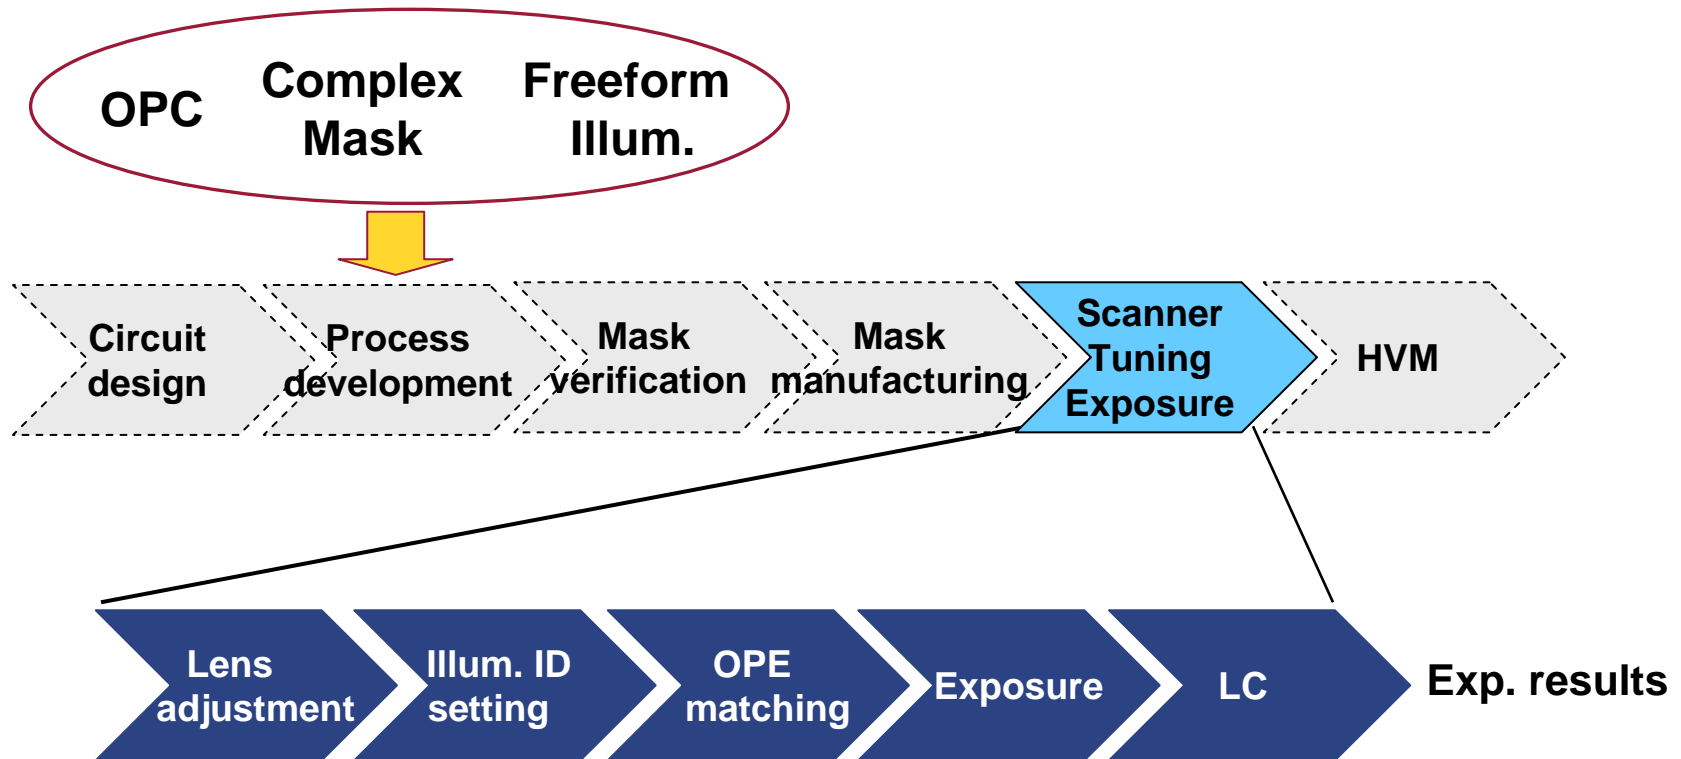 OPC
Complex
Mask
Freeform
Illum.
Circuit
design
Process
development
Mask
verification
Mask
manufacturing
Scanner
Tuning
Exposure
HVM
Lens
adjustment
Illum. ID
setting
OPE
matching
Exposure
LC
Exp. results